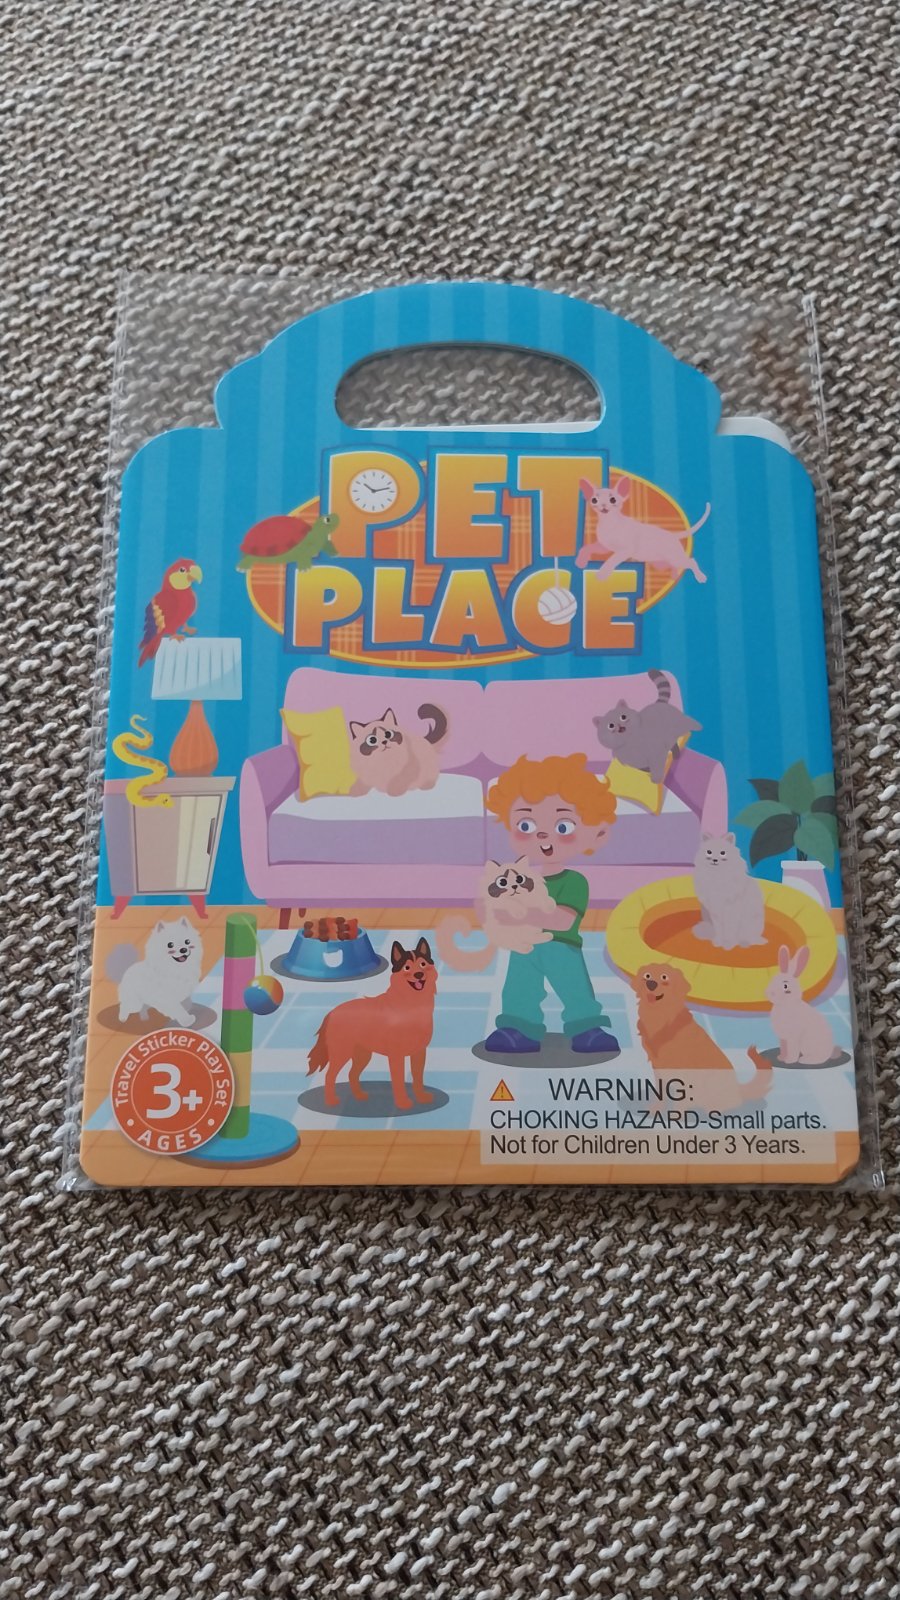 PET
PLACE
Travel Sticker Play Set
3+
• AGES •
WARNING:
CHOKING HAZARD-Small parts.
Not for Children Under 3 Years.